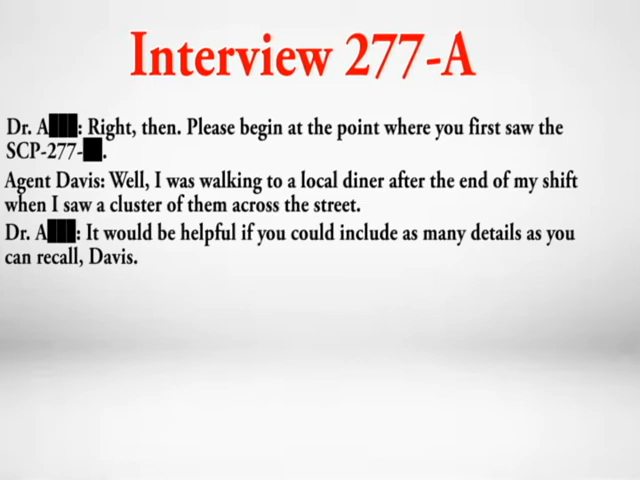 Interview 277-A
Dr. A███: Right, then. Please begin at the point where you first saw the
SCP-277-█.
Agent Davis: Well, I was walking to a local diner after the end of my shift
when I saw a cluster of them across the street.
Dr. A███: It would be helpful if you could include as many details as you
can recall, Davis.